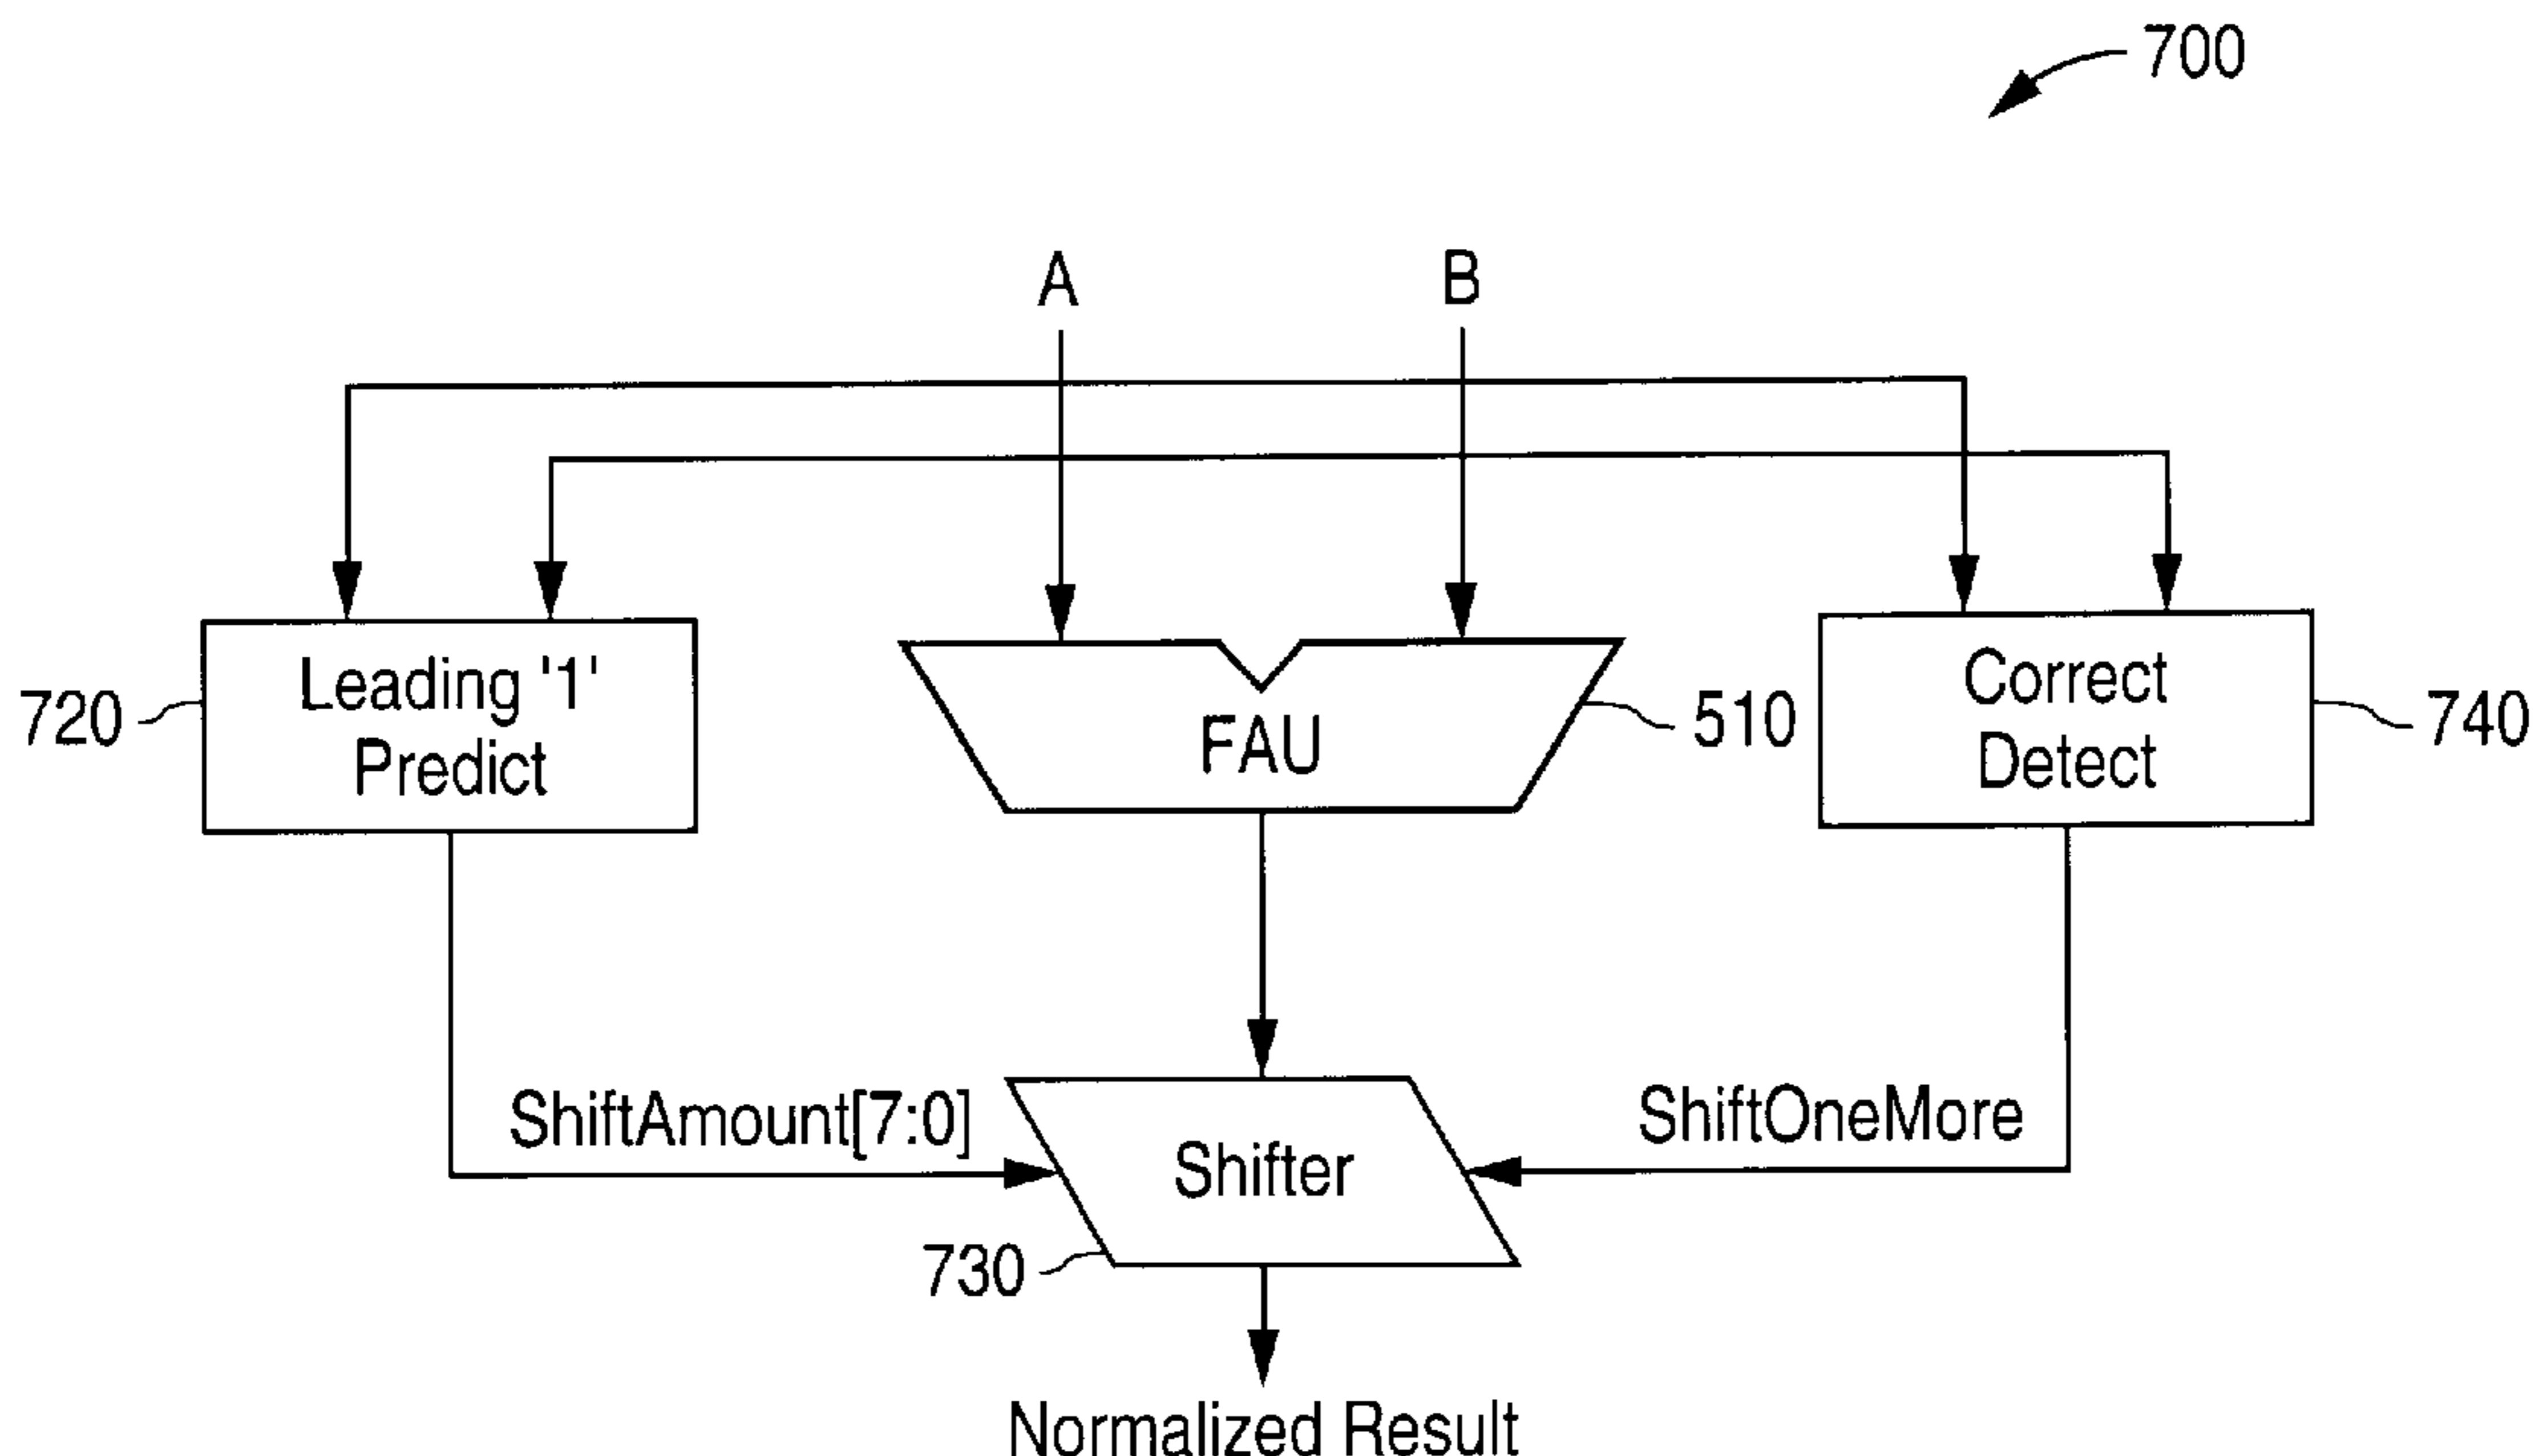 700
A
B
Leading '1'
Predict
720
FAU
510
Correct
Detect
740
ShiftAmount[7:0]
Shifter
ShiftOneMore
730
Normalized Result